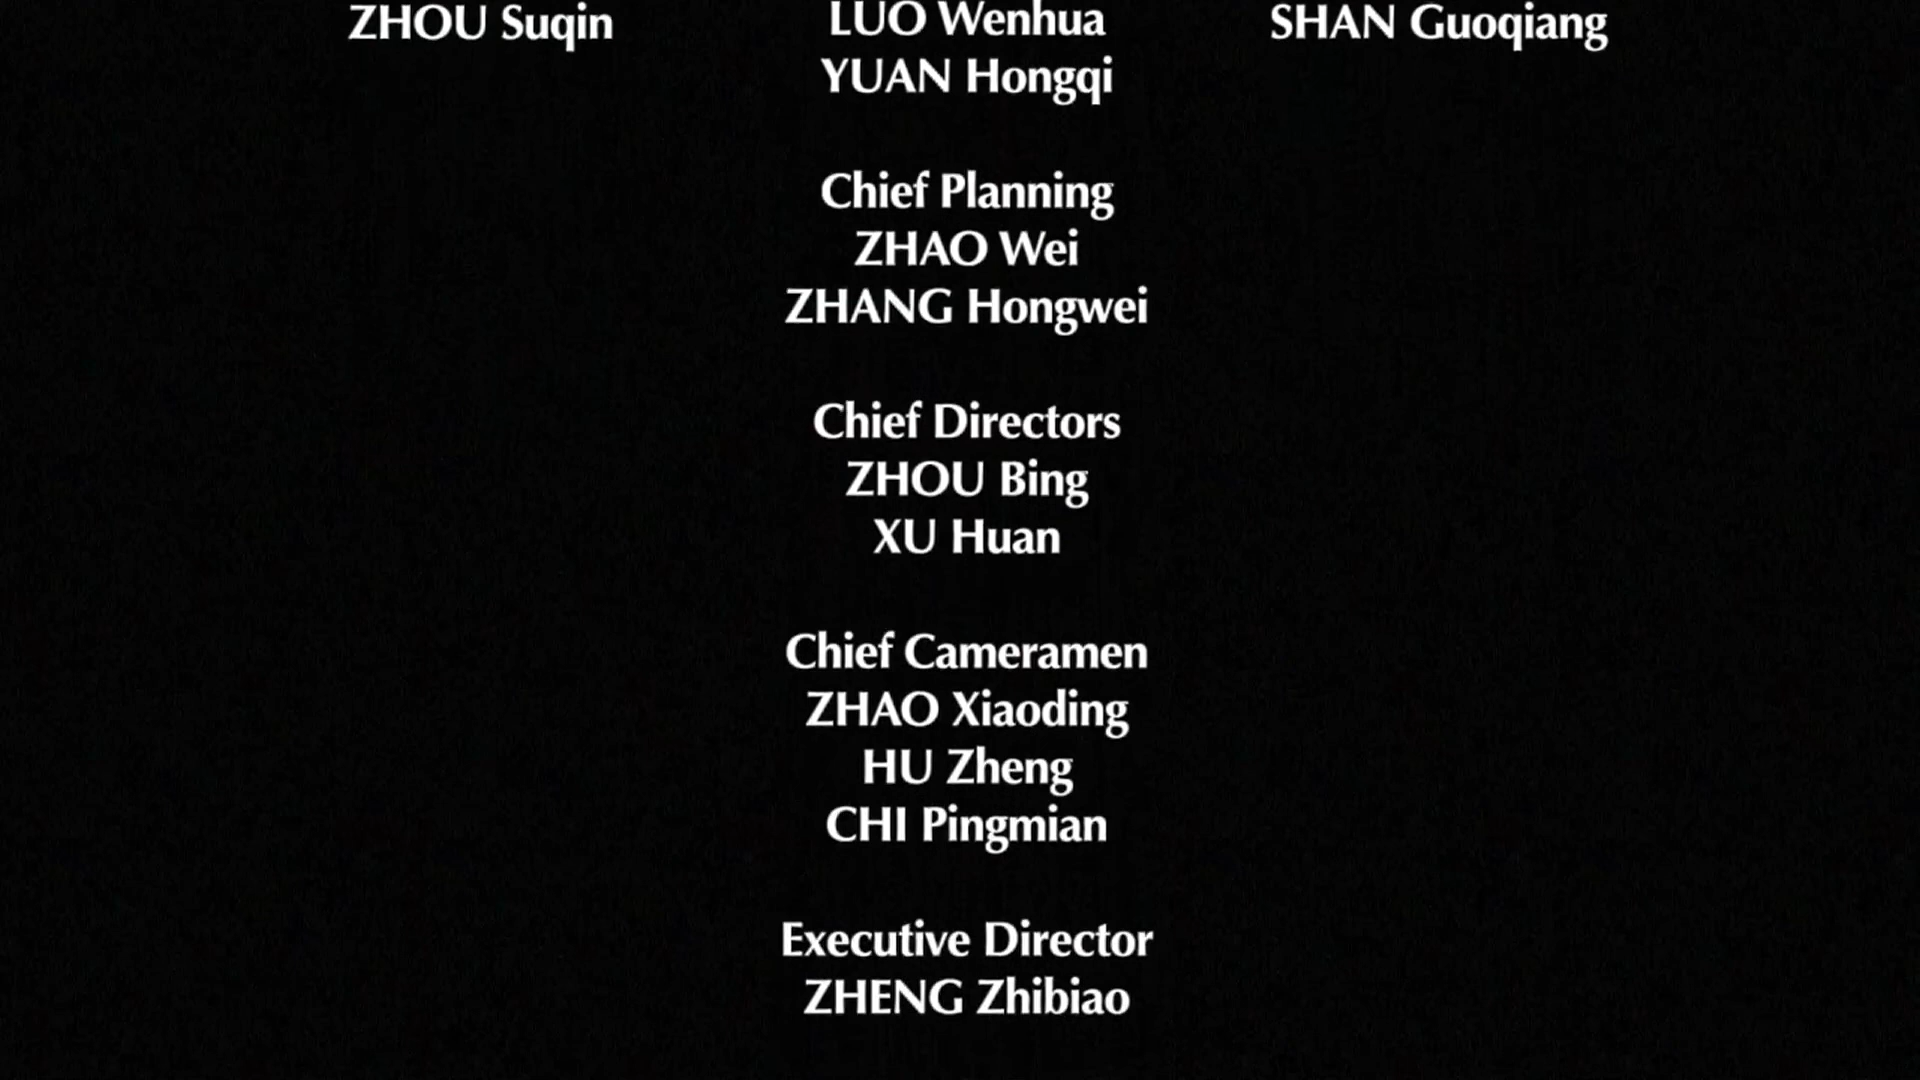 ZHOU Suqin LUO Wenhua SHAN Guoqiang
YUAN Hongqi
Chief Planning
ZHAO Wei
ZHANG Hongwei
Chief Directors
ZHOU Bing
XU Huan
Chief Cameramen
ZHAO Xiaoding
HU Zheng
CHI Pingmian
Executive Director
ZHENG Zhibiao